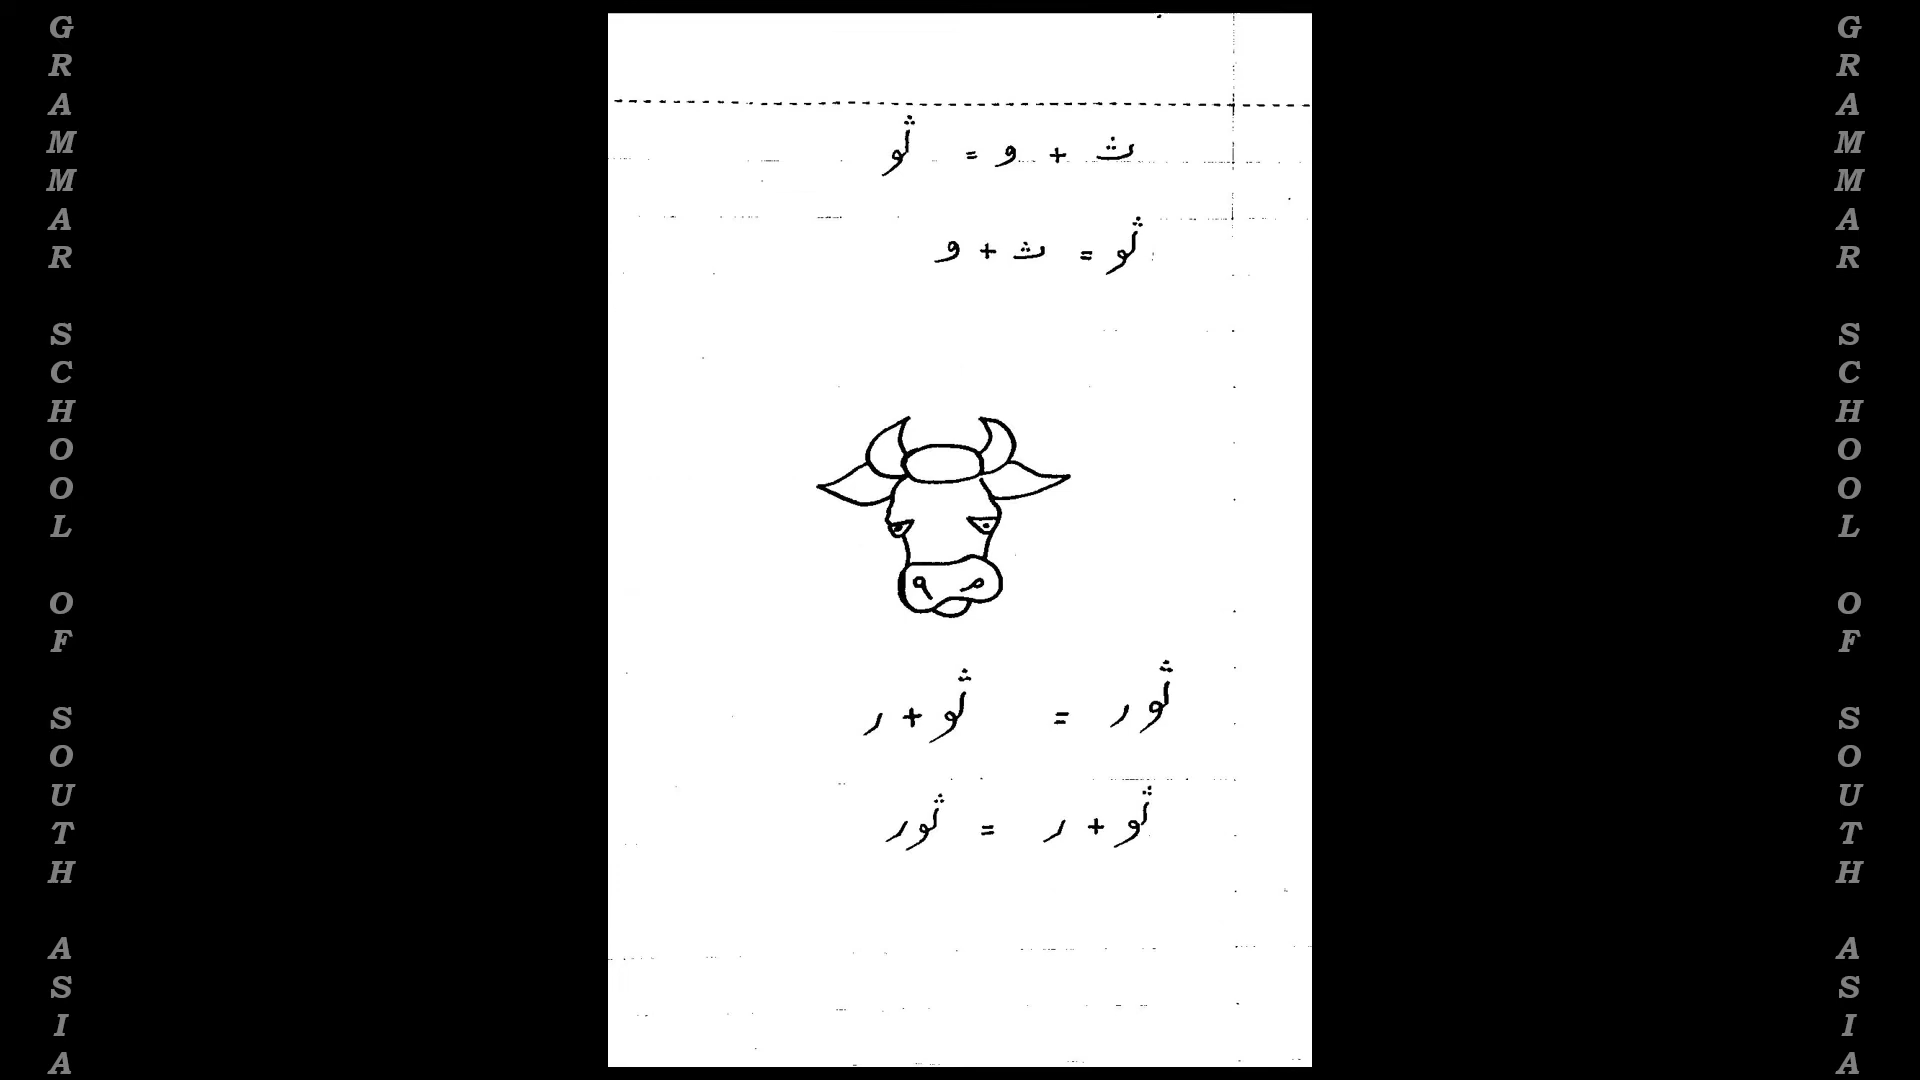 GRAMMAR SCHOOL OF SOUTH ASIA
ث + و = ثو
ثو = ث + و
ثور = ثو + ر
ثو + ر = ثور
GRAMMAR SCHOOL OF SOUTH ASIA